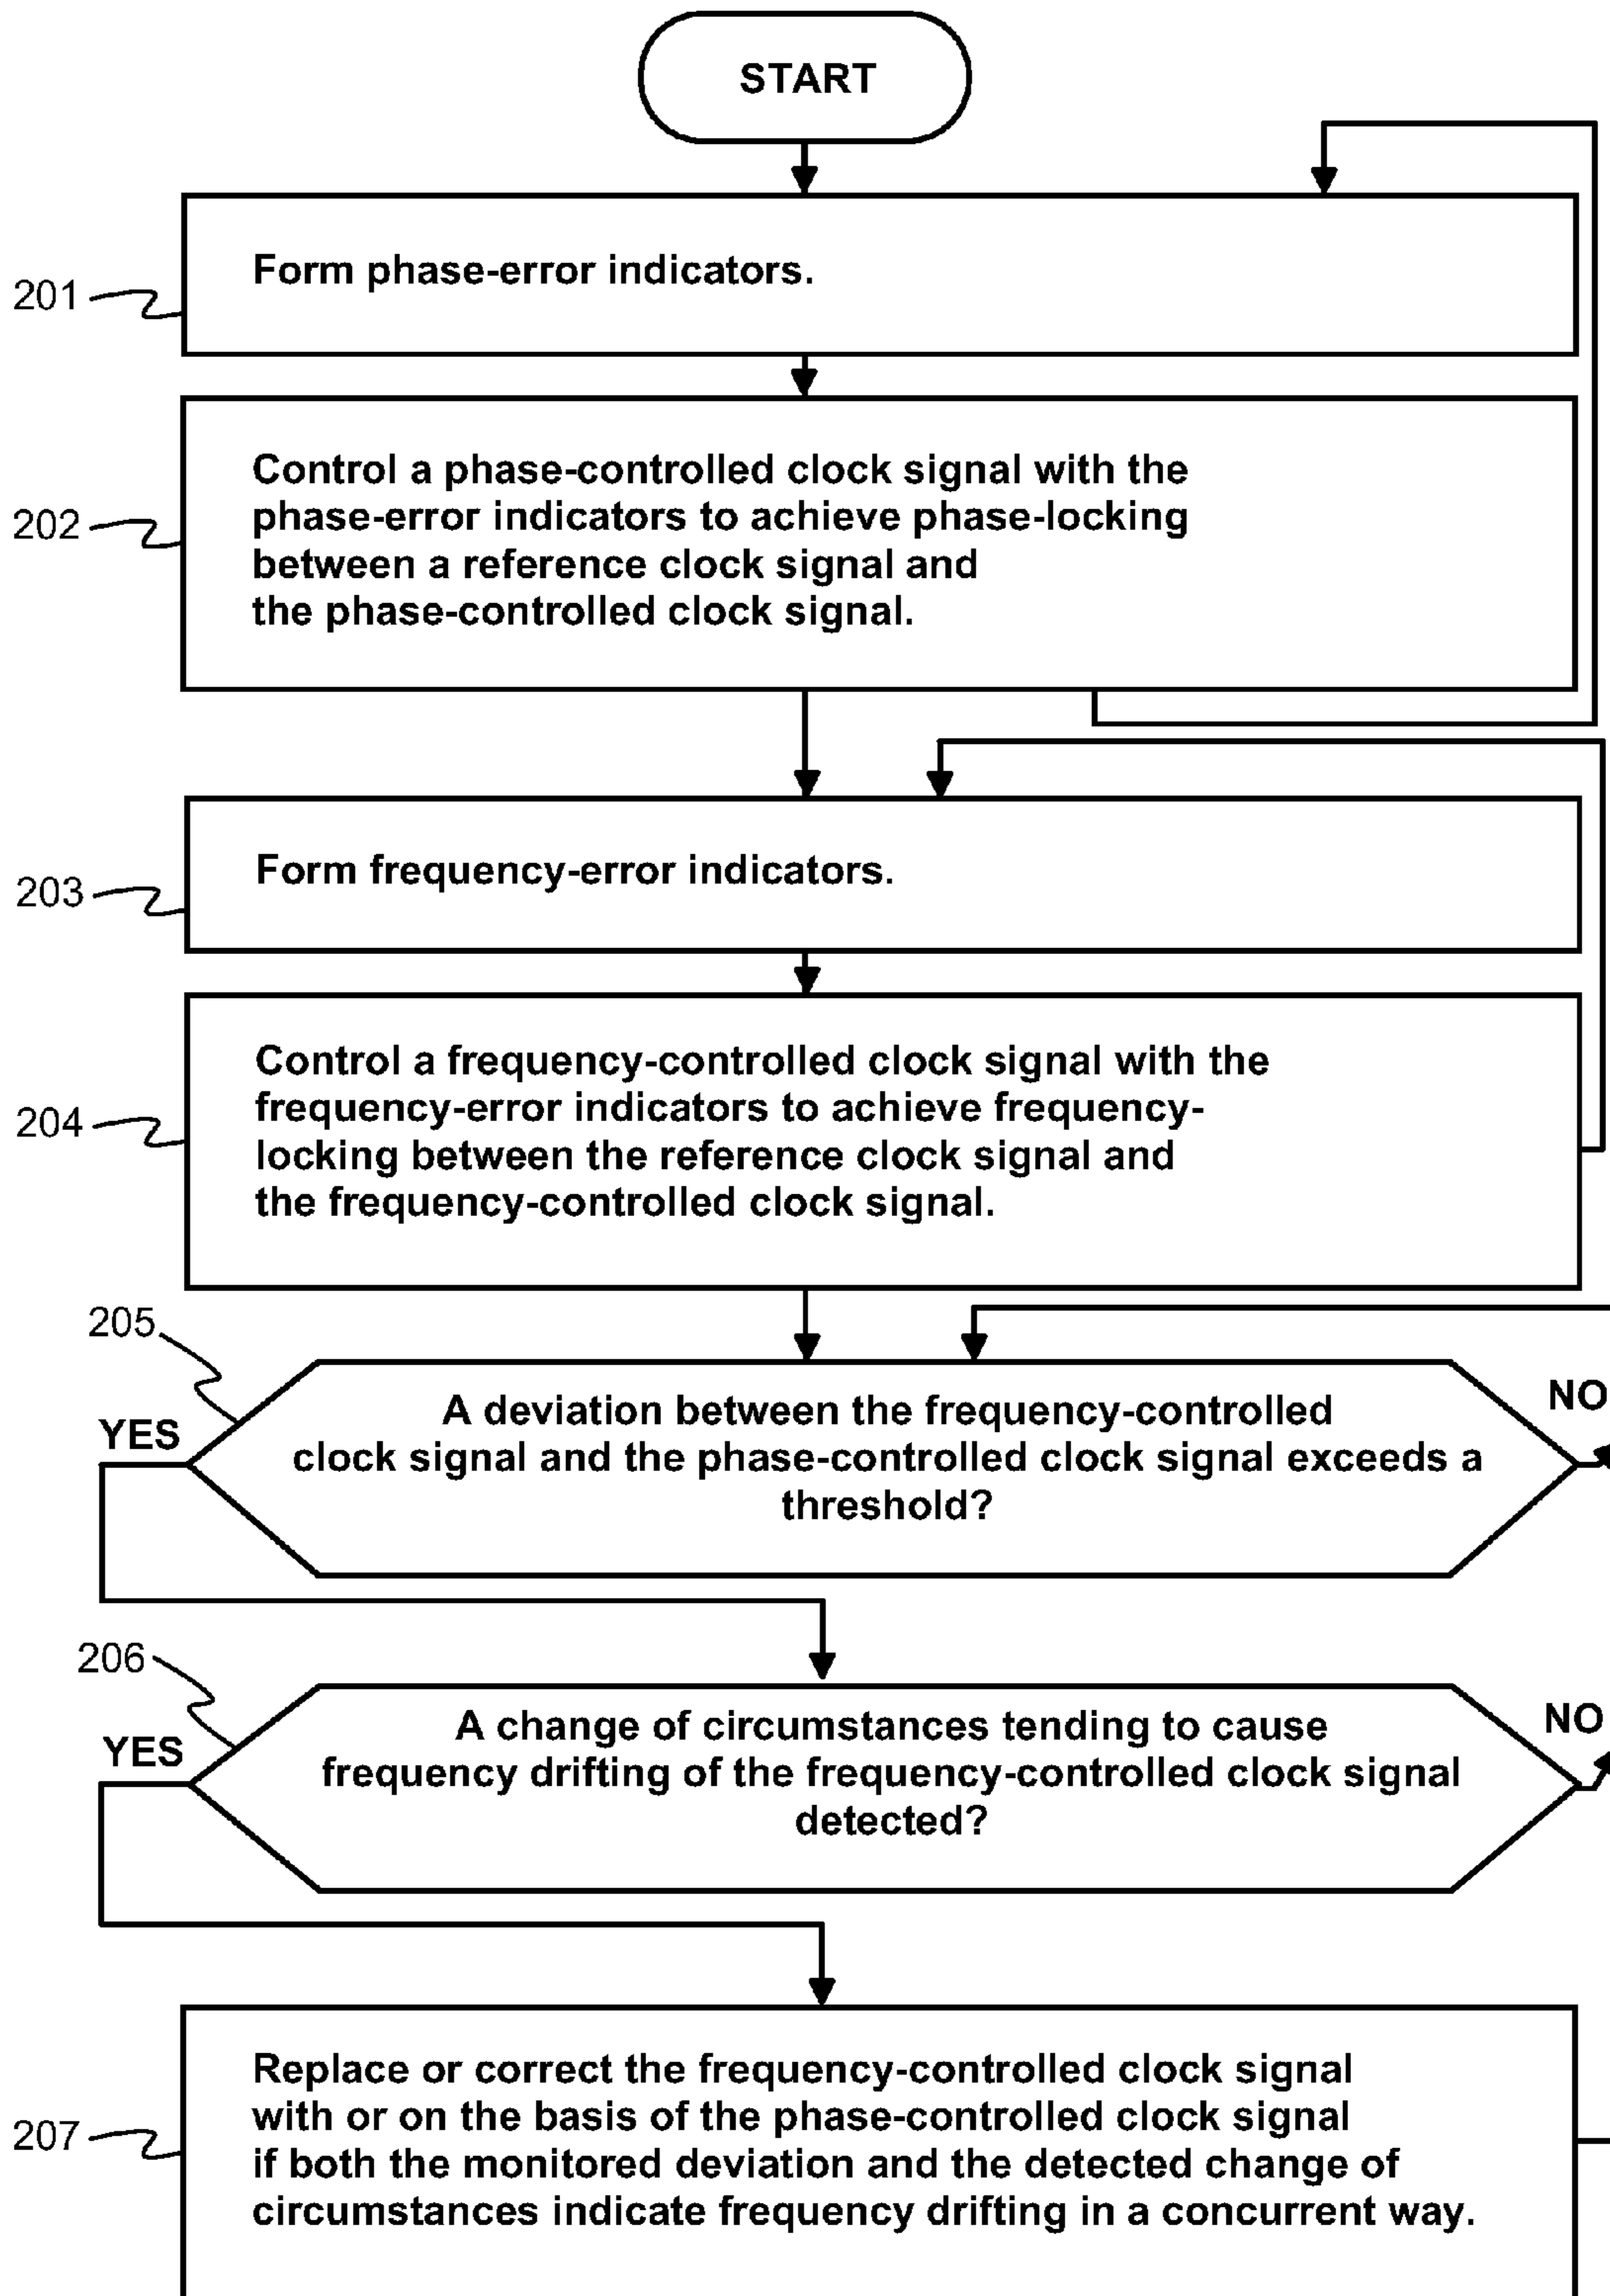 START
201
Form phase-error indicators.
202
Control a phase-controlled clock signal with the
phase-error indicators to achieve phase-locking
between a reference clock signal and
the phase-controlled clock signal.
203
Form frequency-error indicators.
204
Control a frequency-controlled clock signal with the
frequency-error indicators to achieve frequency-
locking between the reference clock signal and
the frequency-controlled clock signal.
205
YES
A deviation between the frequency-controlled
clock signal and the phase-controlled clock signal exceeds a
threshold?
NO
206
YES
A change of circumstances tending to cause
frequency drifting of the frequency-controlled clock signal
detected?
NO
207
Replace or correct the frequency-controlled clock signal
with or on the basis of the phase-controlled clock signal
if both the monitored deviation and the detected change of
circumstances indicate frequency drifting in a concurrent way.